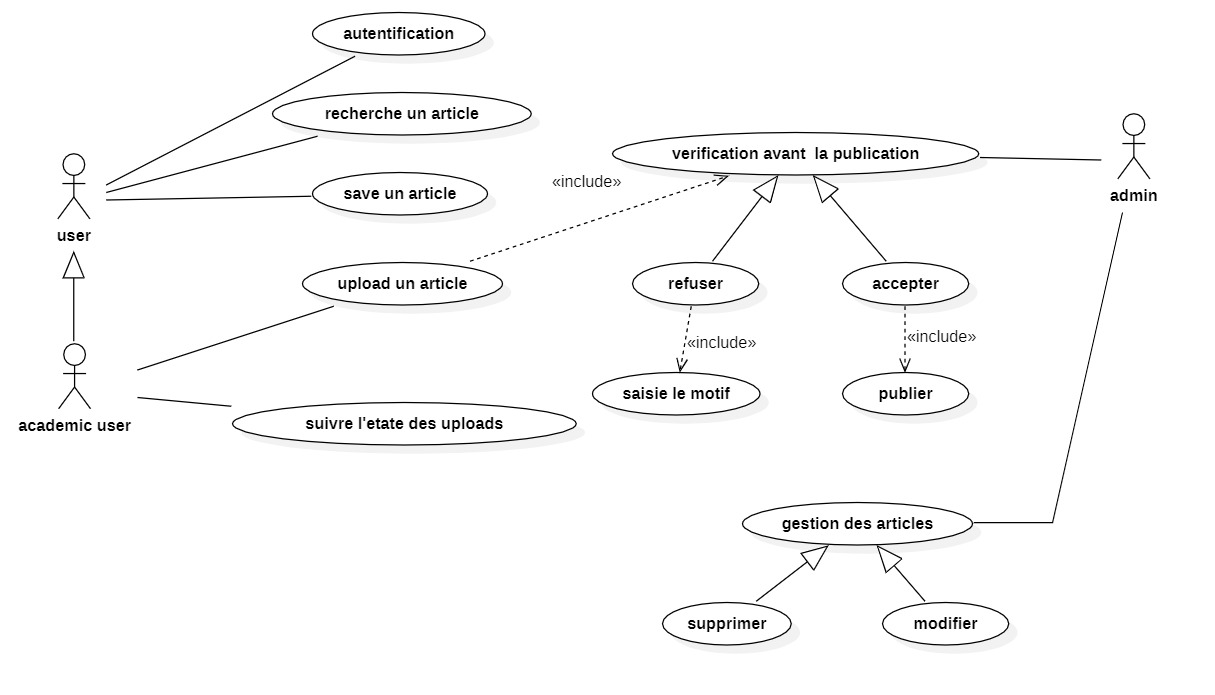 autentification
recherche un article
verification avant  la publication
«include»
save un article
admin
user
upload un article
refuser
accepter
«include»
«include»
saisie le motif
publier
academic user
suivre l'etate des uploads
gestion des articles
supprimer
modifier